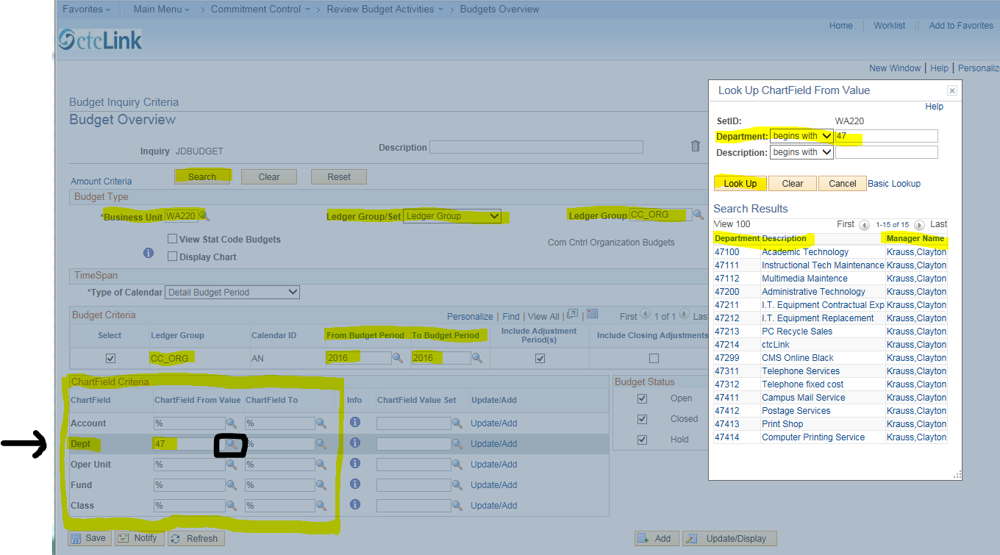 Favorites Main Menu > Commitment Control > Review Budget Activities > Budgets Overview
Home Worklist Add to Favorites
ctcLink
New Window | Help | Personaliz
Budget Inquiry Criteria
Budget Overview
Inquiry JDBUDGET Description
Amount Criteria Search Clear Reset
Budget Type
*Business Unit WA220 Ledger Group/Set Ledger Group Ledger Group CC_ORG
View Stat Code Budgets Com Cntrl Organization Budgets
Display Chart
TimeSpan
*Type of Calendar Detail Budget Period
Budget Criteria Personalize | Find | View All | | First 1 of 1 Las
Select Ledger Group Calendar ID From Budget Period To Budget Period Include Adjustment Period(s) Include Closing Adjustments
CC_ORG AN 2016 2016
ChartField Criteria
ChartField ChartField From Value ChartField To Info ChartField Value Set Update/Add
Account % % Update/Add
Dept 47 % Update/Add
Oper Unit % % Update/Add
Fund % % Update/Add
Class % % Update/Add
Budget Status
Open
Closed
Hold
Save Notify Refresh Add Update/Display
Look Up ChartField From Value
Help
SetID: WA220
Department: begins with 47
Description: begins with
Look Up Clear Cancel Basic Lookup
Search Results
View 100 First 1-15 of 15 Last
Department Description Manager Name
47100 Academic Technology Krauss,Clayton
47111 Instructional Tech Maintenance Krauss,Clayton
47112 Multimedia Maintence Krauss,Clayton
47200 Administrative Technology Krauss,Clayton
47211 I.T. Equipment Contractual Exp Krauss,Clayton
47212 I.T. Equipment Replacement Krauss,Clayton
47213 PC Recycle Sales Krauss,Clayton
47214 ctcLink Krauss,Clayton
47299 CMS Online Black Krauss,Clayton
47311 Telephone Services Krauss,Clayton
47312 Telephone fixed cost Krauss,Clayton
47411 Campus Mail Service Krauss,Clayton
47412 Postage Services Krauss,Clayton
47413 Print Shop Krauss,Clayton
47414 Computer Printing Service Krauss,Clayton